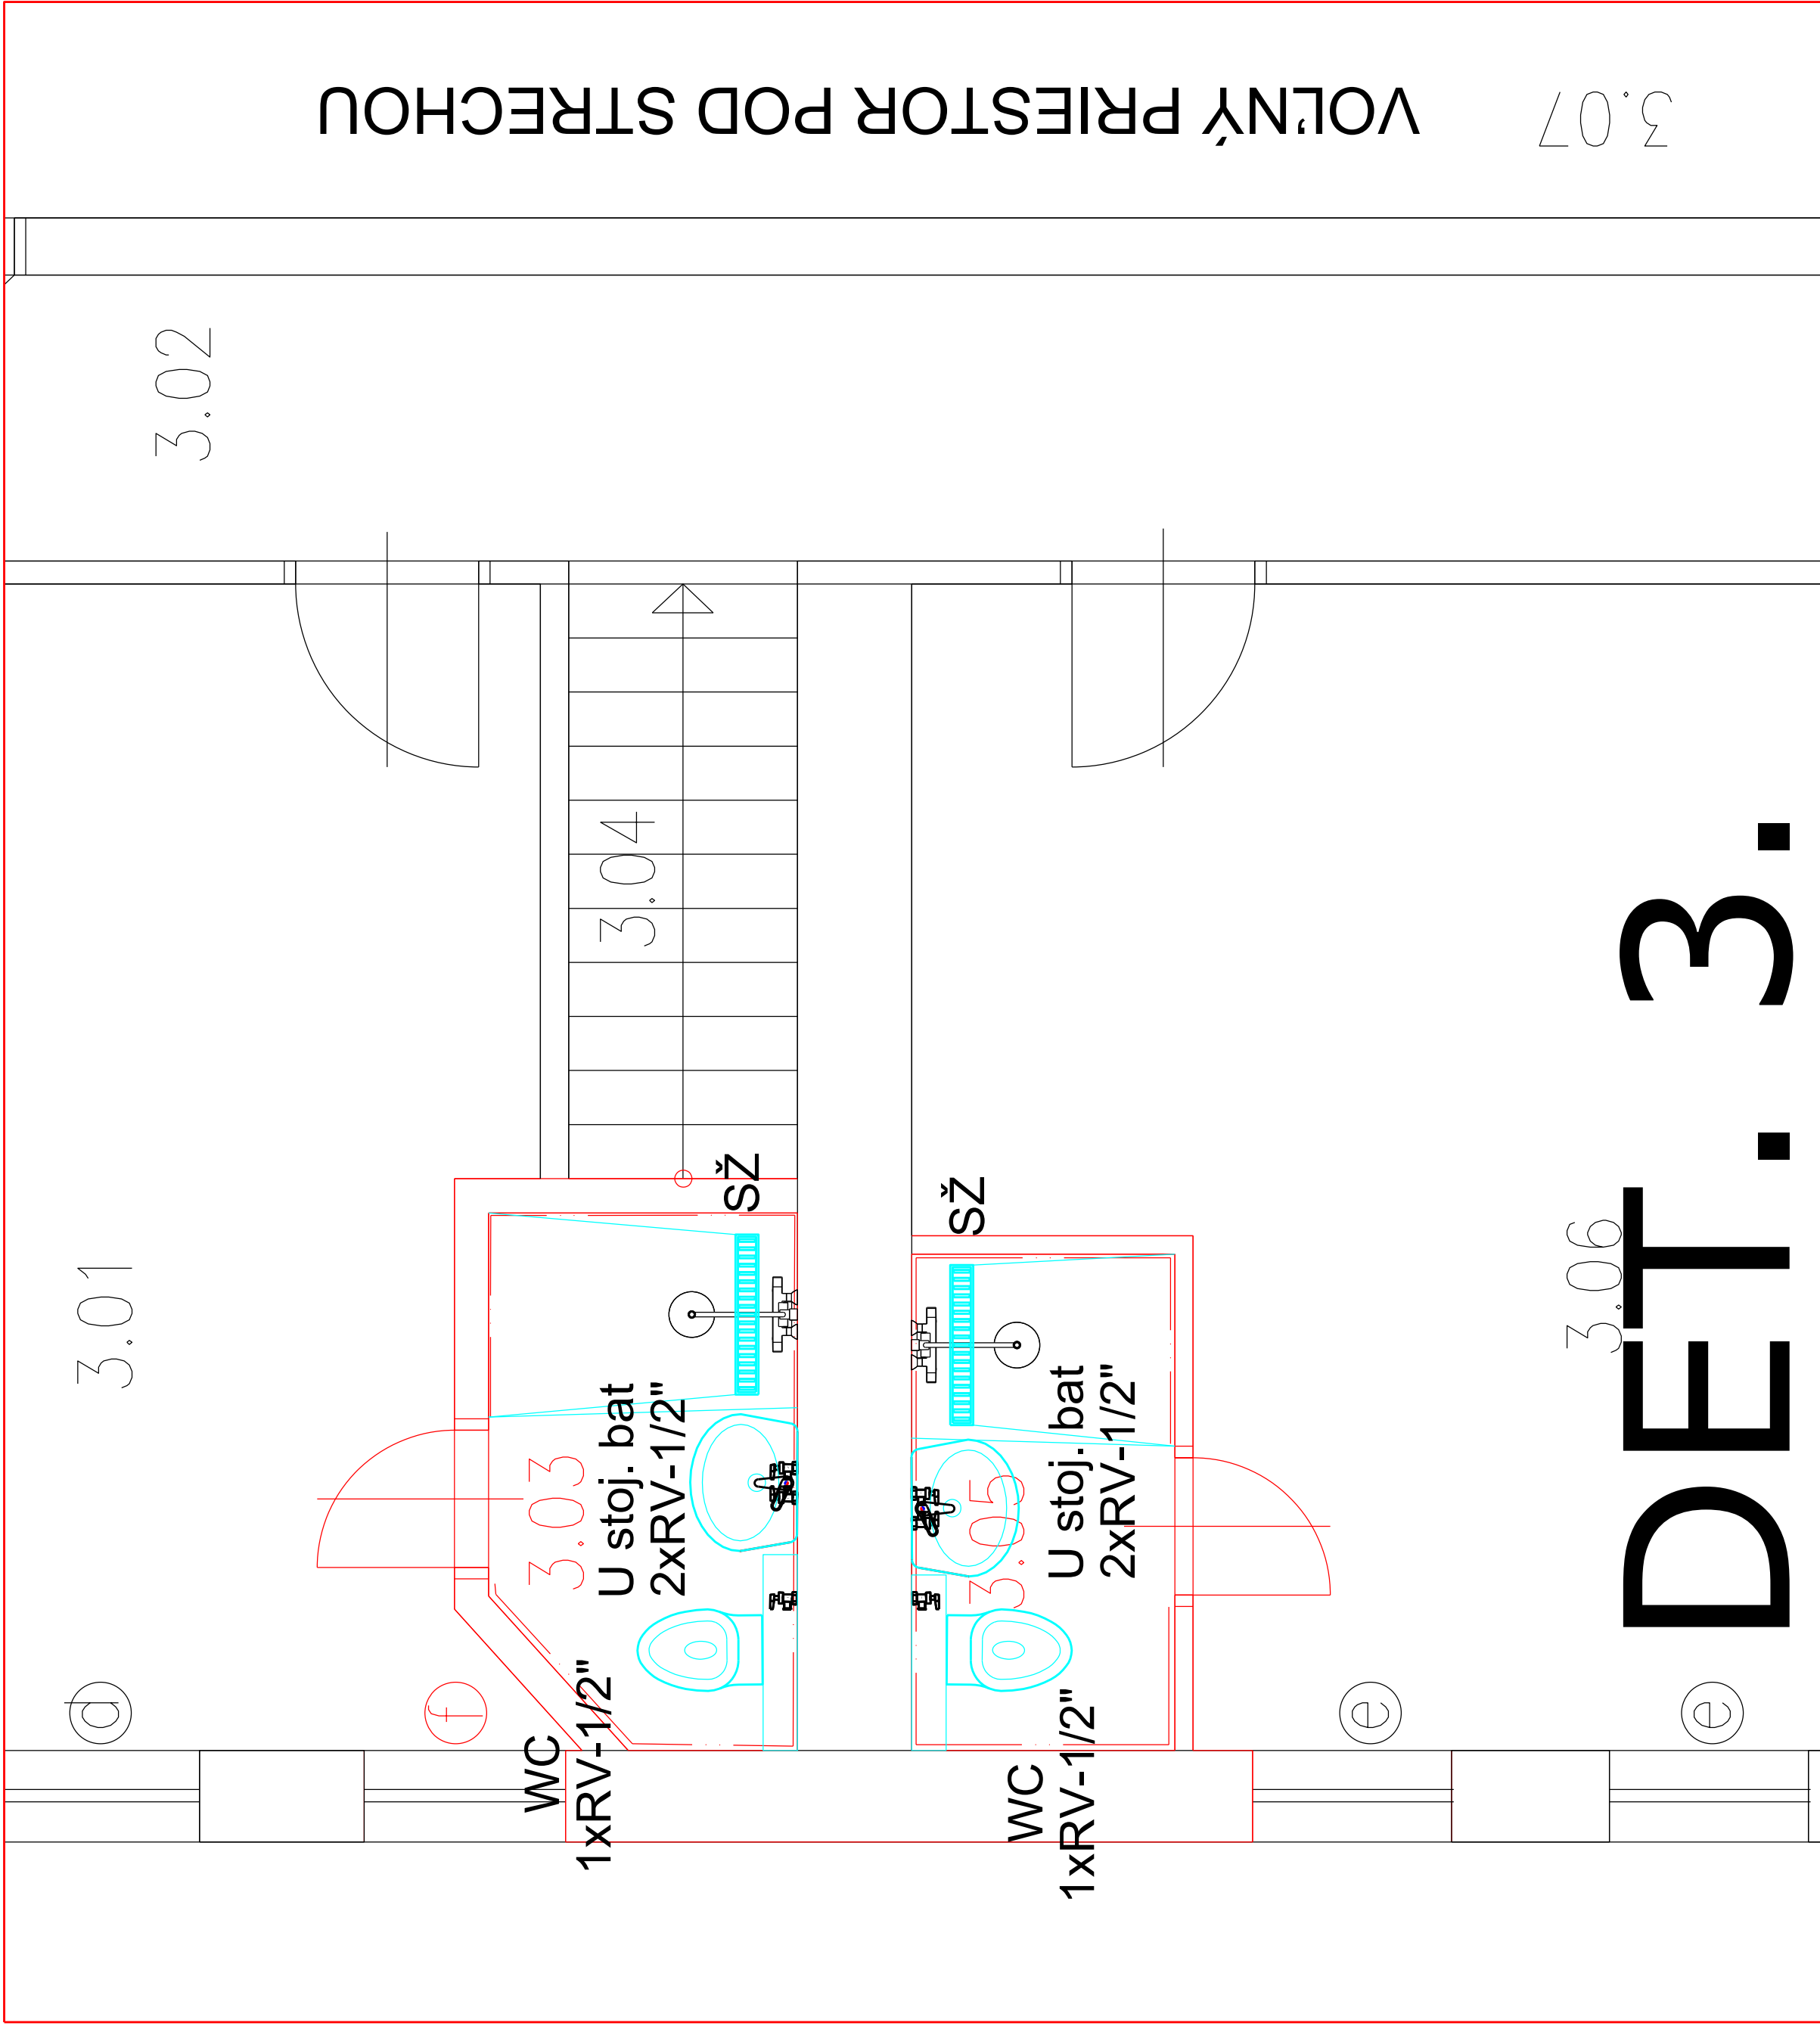 VOĽNÝ PRIESTOR POD STRECHOU
3.07
3.02
3.04
3.01
SŽ
SŽ
3.03
U stoj. bat
2xRV-1/2"
3.05
U stoj. bat
2xRV-1/2"
3.06
DET. 3.
d
f
e
e
WC
1xRV-1/2"
WC
1xRV-1/2"